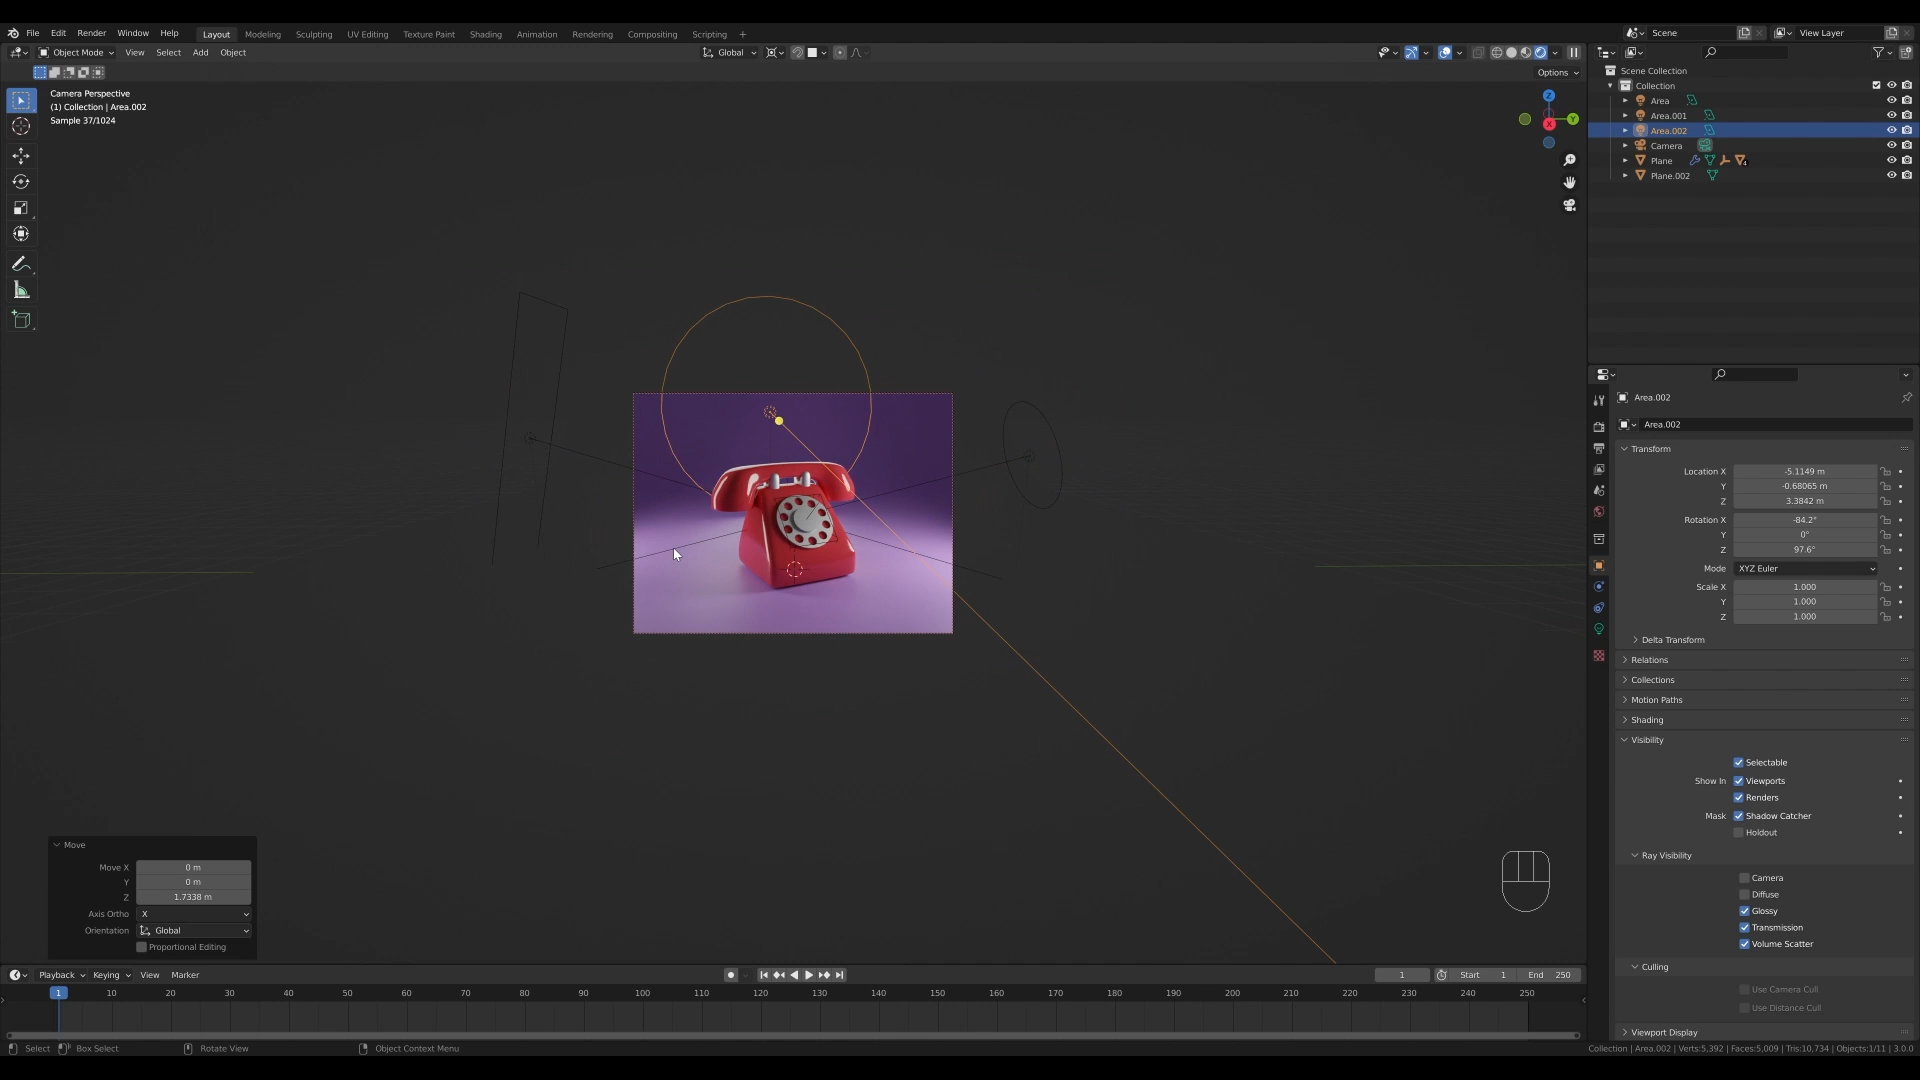 File Edit Render Window Help Layout Modeling Sculpting UV Editing Texture Paint Shading Animation Rendering Compositing Scripting + Scene View Layer
Object Mode View Select Add Object Global
Options
Camera Perspective
(1) Collection | Area.002
Sample 37/1024
Z
Y
X
Move
Move X 0 m
Y 0 m
Z 1.7338 m
Axis Ortho X
Orientation Global
Proportional Editing
Scene Collection
Collection
Area
Area.001
Area.002
Camera
Plane 4
Plane.002
Area.002
Area.002
Transform
Location X -5.1149 m
Y -0.68065 m
Z 3.3842 m
Rotation X -84.2°
Y 0°
Z 97.6°
Mode XYZ Euler
Scale X 1.000
Y 1.000
Z 1.000
Delta Transform
Relations
Collections
Motion Paths
Shading
Visibility
Selectable
Show In Viewports
Renders
Mask Shadow Catcher
Holdout
Ray Visibility
Camera
Diffuse
Glossy
Transmission
Volume Scatter
Culling
Use Camera Cull
Use Distance Cull
Viewport Display
Playback Keying View Marker 1 Start 1 End 250
1 10 20 30 40 50 60 70 80 90 100 110 120 130 140 150 160 170 180 190 200 210 220 230 240 250
Select Box Select Rotate View Object Context Menu Collection | Area.002 | Verts:5,392 | Faces:5,009 | Tris:10,734 | Objects:1/11 | 3.0.0